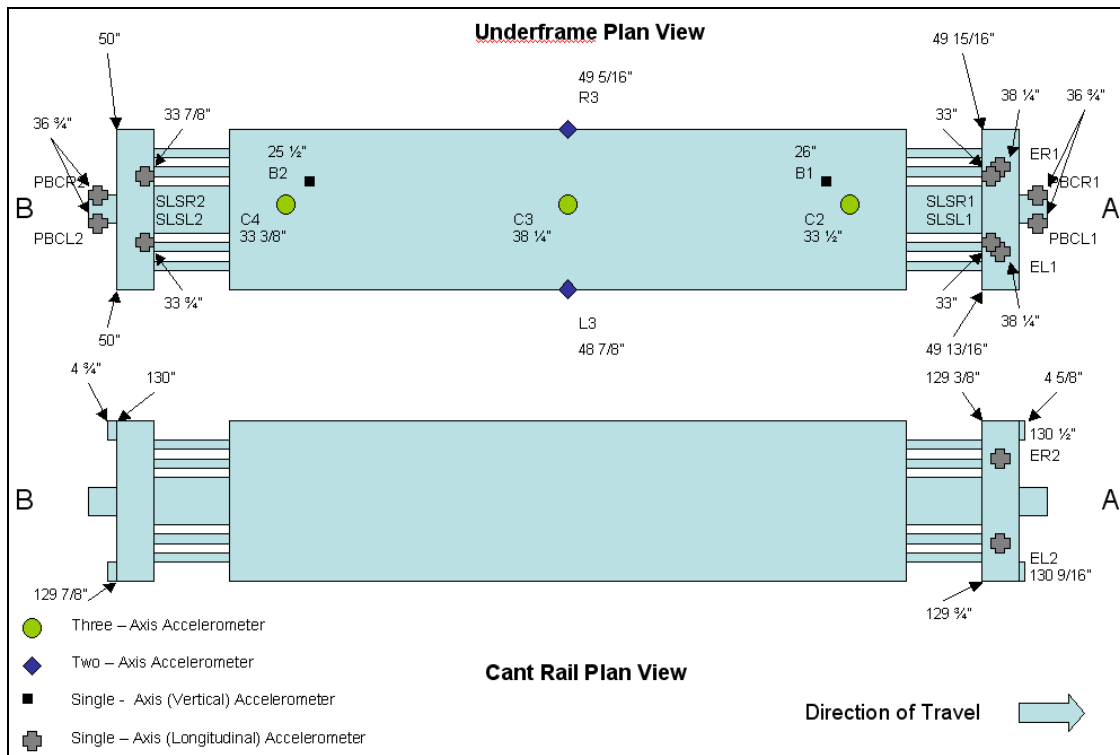 Underframe Plan View
50"
49 15/16"
49 5/16"
R3
38 ¼"
36 ¾"
36 ¾"
33 7/8"
33"
25 ½"
B2
26"
B1
ER1
PBCR2
PBCR1
B
SLSR2
SLSL2
C4
33 3/8"
C3
38 ¼"
C2
33 ½"
SLSR1
SLSL1
A
PBCL2
PBCL1
EL1
33 ¾"
33"
38 ¼"
50"
L3
48 7/8"
49 13/16"
4 ¾"
130"
129 3/8"
4 5/8"
130 ½"
ER2
B
A
EL2
130 9/16"
129 7/8"
129 ¾"
Three – Axis Accelerometer
Two – Axis Accelerometer
Cant Rail Plan View
Single - Axis (Vertical) Accelerometer
Single – Axis (Longitudinal) Accelerometer
Direction of Travel